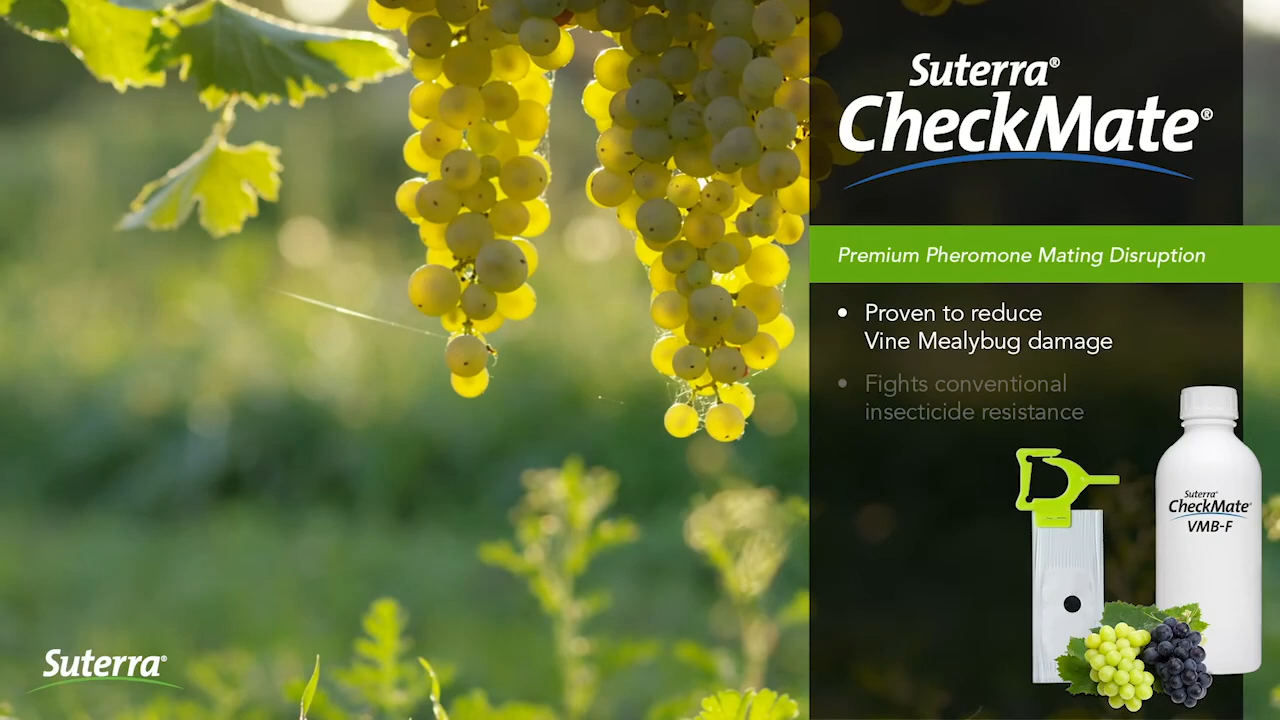 Suterra®
CheckMate®
Premium Pheromone Mating Disruption
• Proven to reduce
Vine Mealybug damage
• Fights conventional
insecticide resistance
Suterra®
CheckMate®
VMB-F
Suterra®